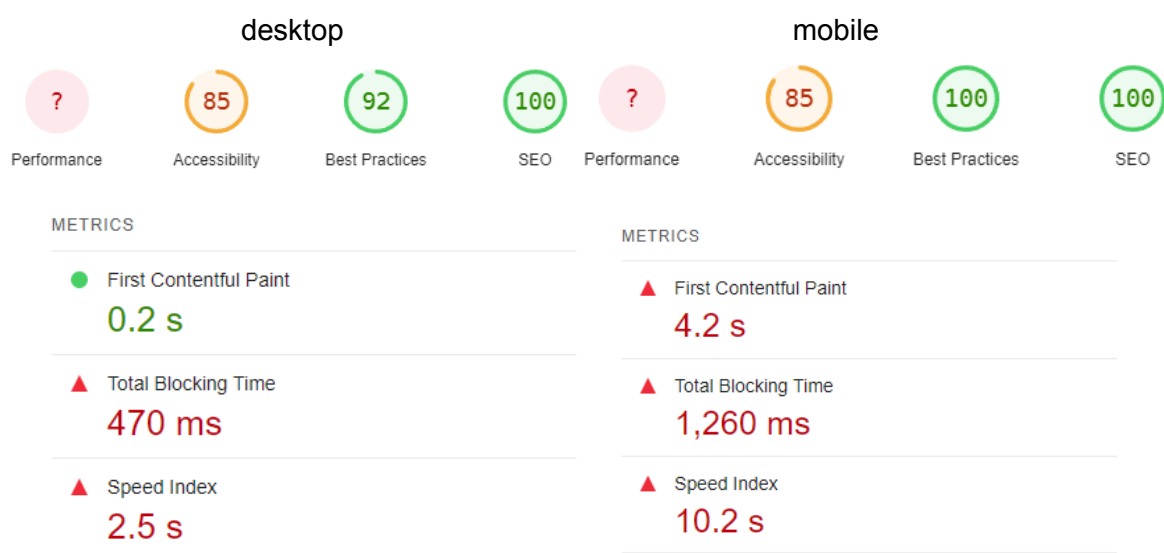 desktop
? 85 92 100
Performance Accessibility Best Practices SEO
METRICS
First Contentful Paint
0.2 s
Total Blocking Time
470 ms
Speed Index
2.5 s
mobile
? 85 100 100
Performance Accessibility Best Practices SEO
METRICS
First Contentful Paint
4.2 s
Total Blocking Time
1,260 ms
Speed Index
10.2 s